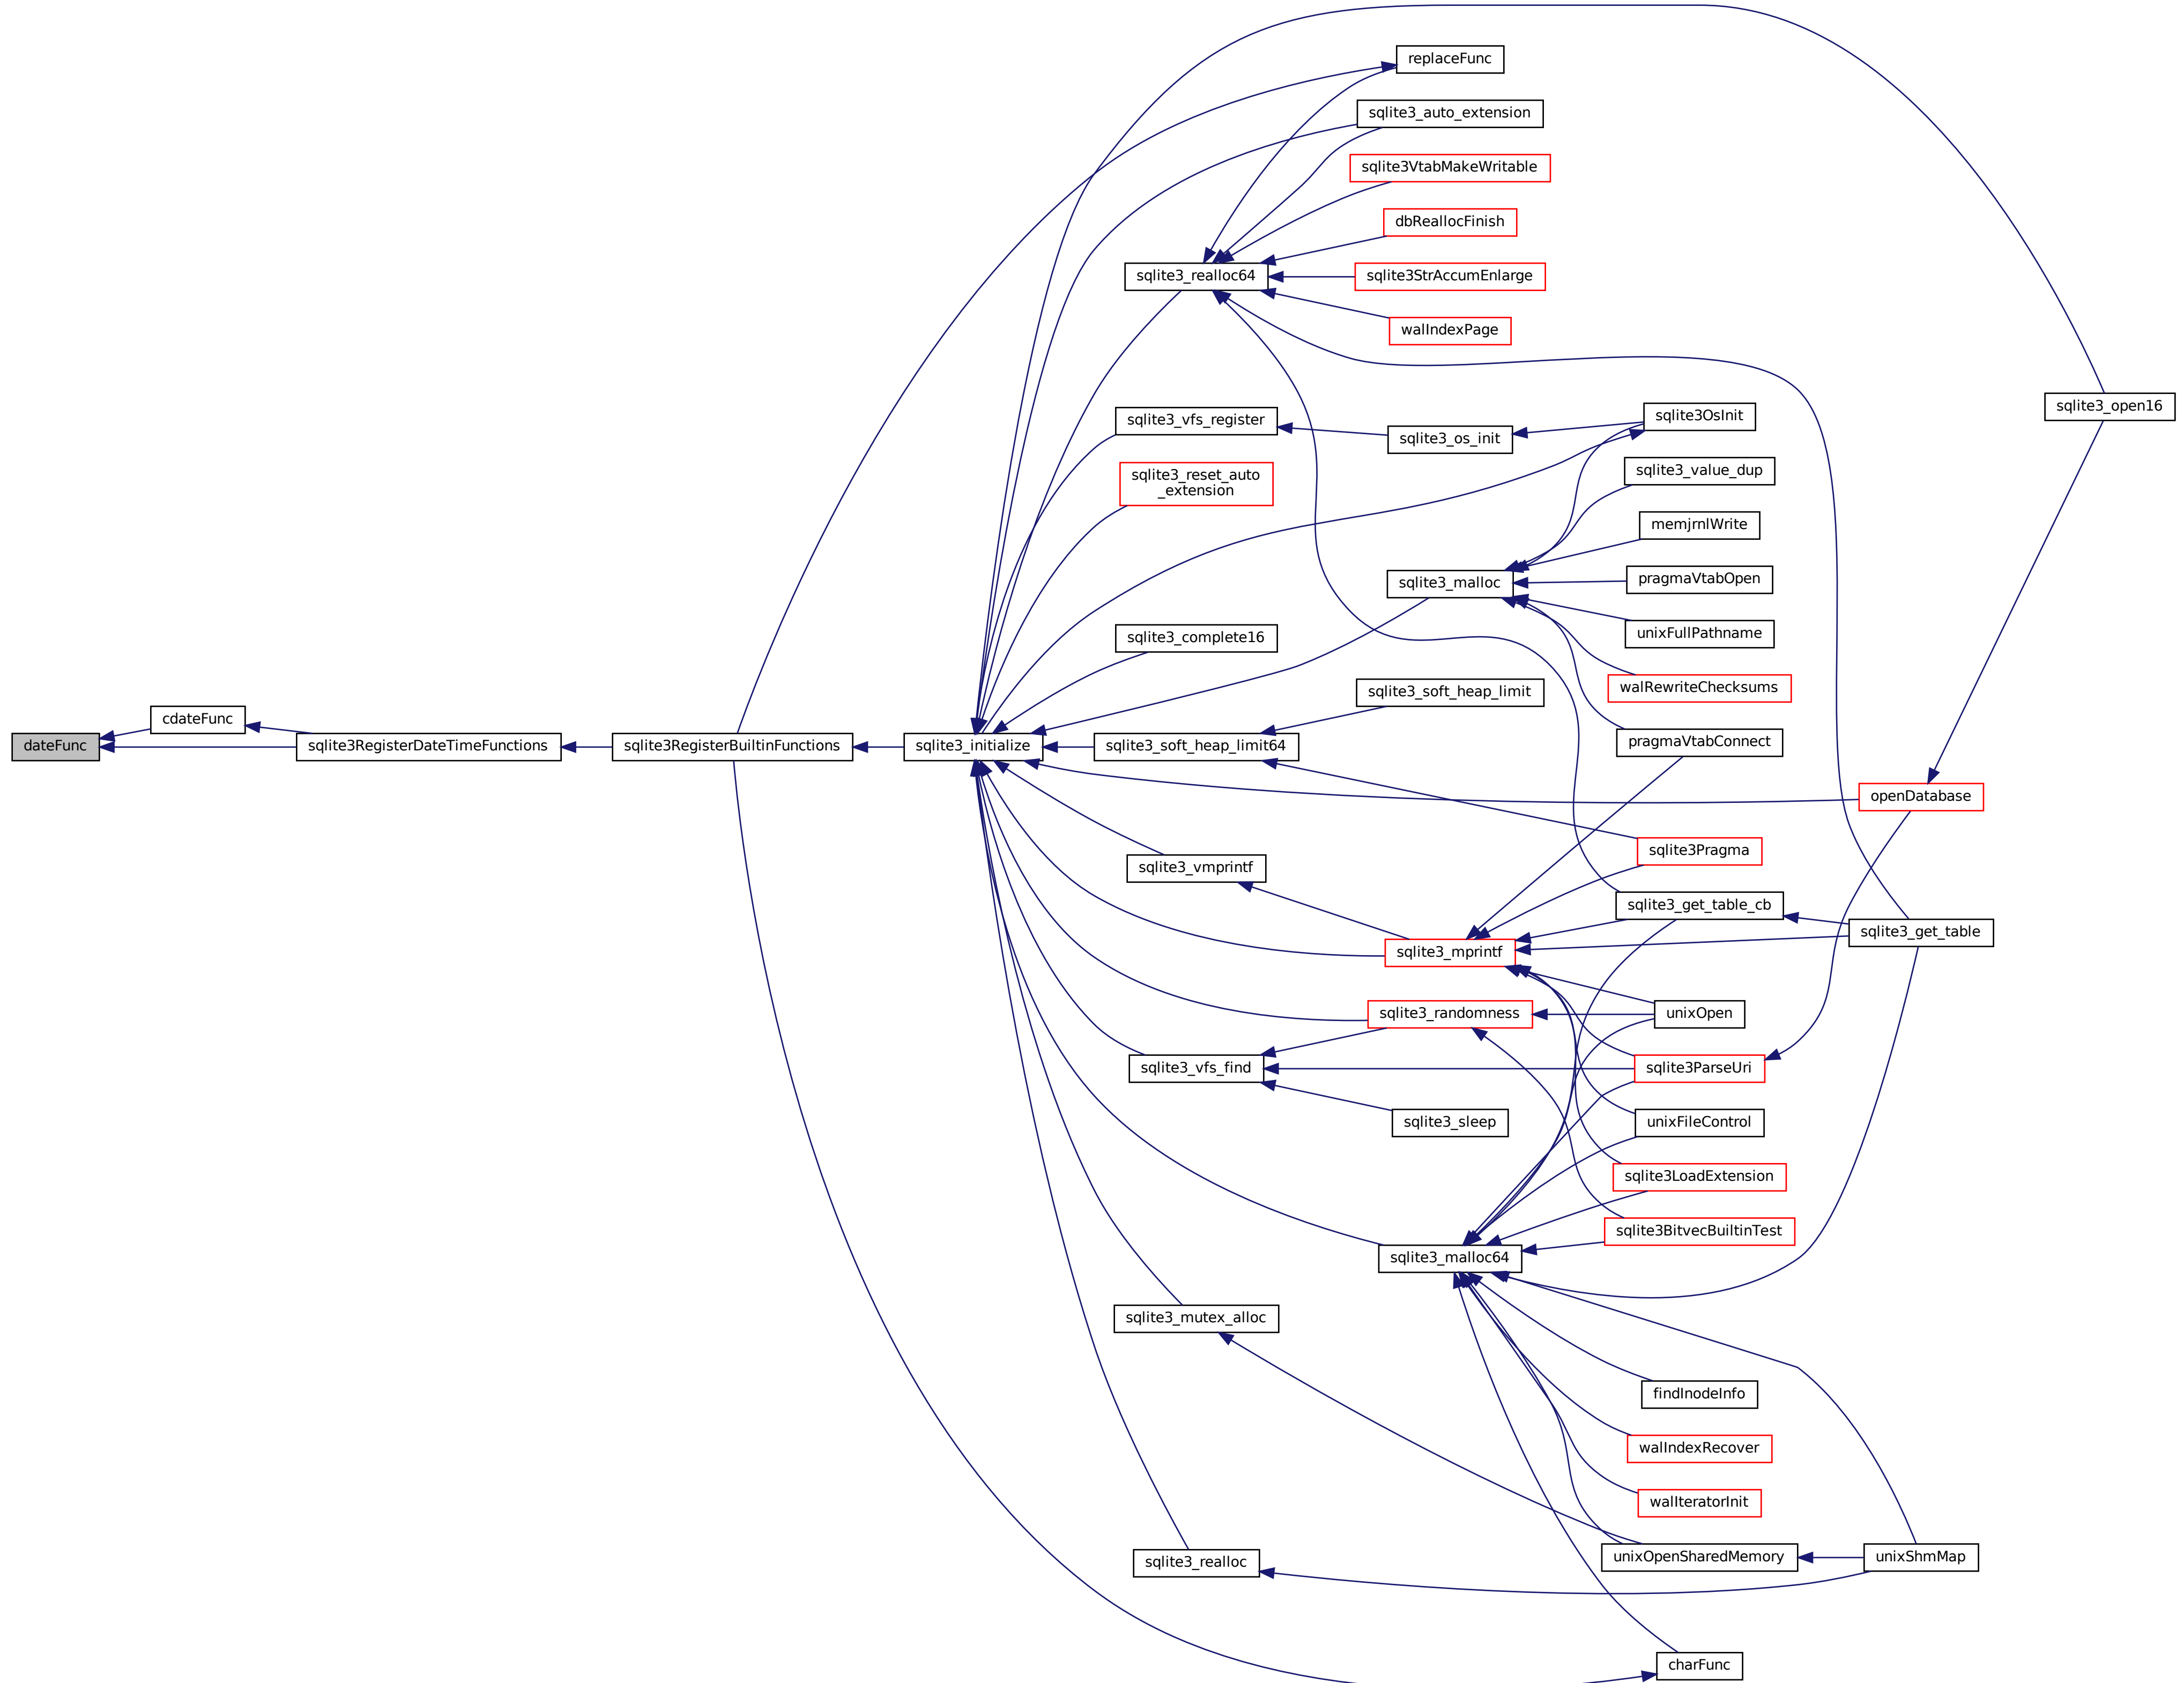 replaceFunc
sqlite3_auto_extension
sqlite3VtabMakeWritable
dbReallocFinish
sqlite3_realloc64
sqlite3StrAccumEnlarge
walIndexPage
sqlite3_open16
sqlite3_vfs_register
sqlite3OsInit
sqlite3_os_init
sqlite3_value_dup
sqlite3_reset_auto
_extension
memjrnlWrite
sqlite3_malloc
pragmaVtabOpen
sqlite3_complete16
unixFullPathname
sqlite3_soft_heap_limit
walRewriteChecksums
cdateFunc
dateFunc
sqlite3RegisterDateTimeFunctions
sqlite3RegisterBuiltinFunctions
sqlite3_initialize
sqlite3_soft_heap_limit64
pragmaVtabConnect
openDatabase
sqlite3Pragma
sqlite3_vmprintf
sqlite3_get_table_cb
sqlite3_get_table
sqlite3_mprintf
sqlite3_randomness
unixOpen
sqlite3_vfs_find
sqlite3ParseUri
sqlite3_sleep
unixFileControl
sqlite3LoadExtension
sqlite3BitvecBuiltinTest
sqlite3_malloc64
sqlite3_mutex_alloc
findInodeInfo
walIndexRecover
walIteratorInit
sqlite3_realloc
unixOpenSharedMemory
unixShmMap
charFunc